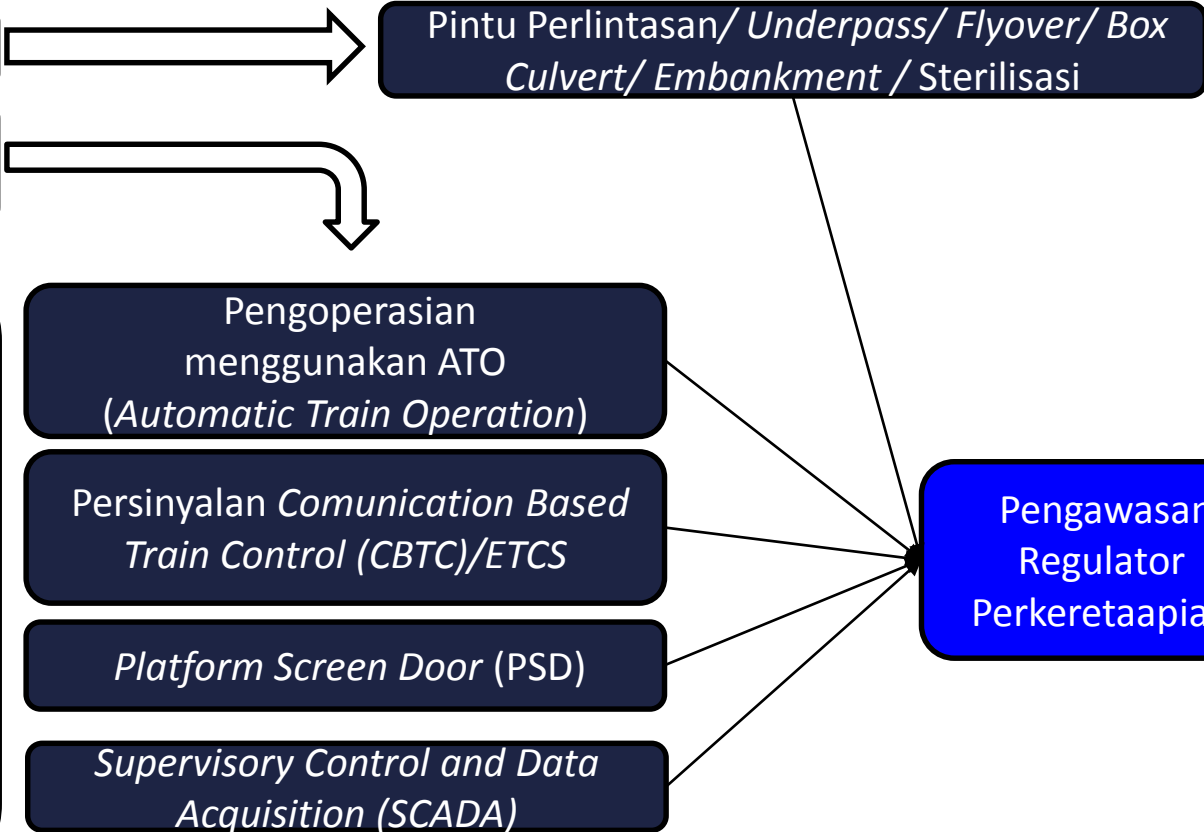 Pintu Perlintasan/ Underpass/ Flyover/ Box
Culvert/ Embankment / Sterilisasi
Pengoperasian
menggunakan ATO
(Automatic Train Operation)
Persinyalan Comunication Based
Train Control (CBTC)/ETCS
Platform Screen Door (PSD)
Supervisory Control and Data
Acquisition (SCADA)
Pengawasan
Regulator
Perkeretaapia